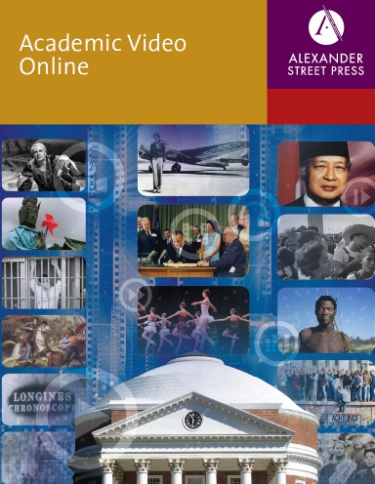 Academic Video
Online
ALEXANDER
STREET PRESS
LONGINES
CHRONOSCOPE